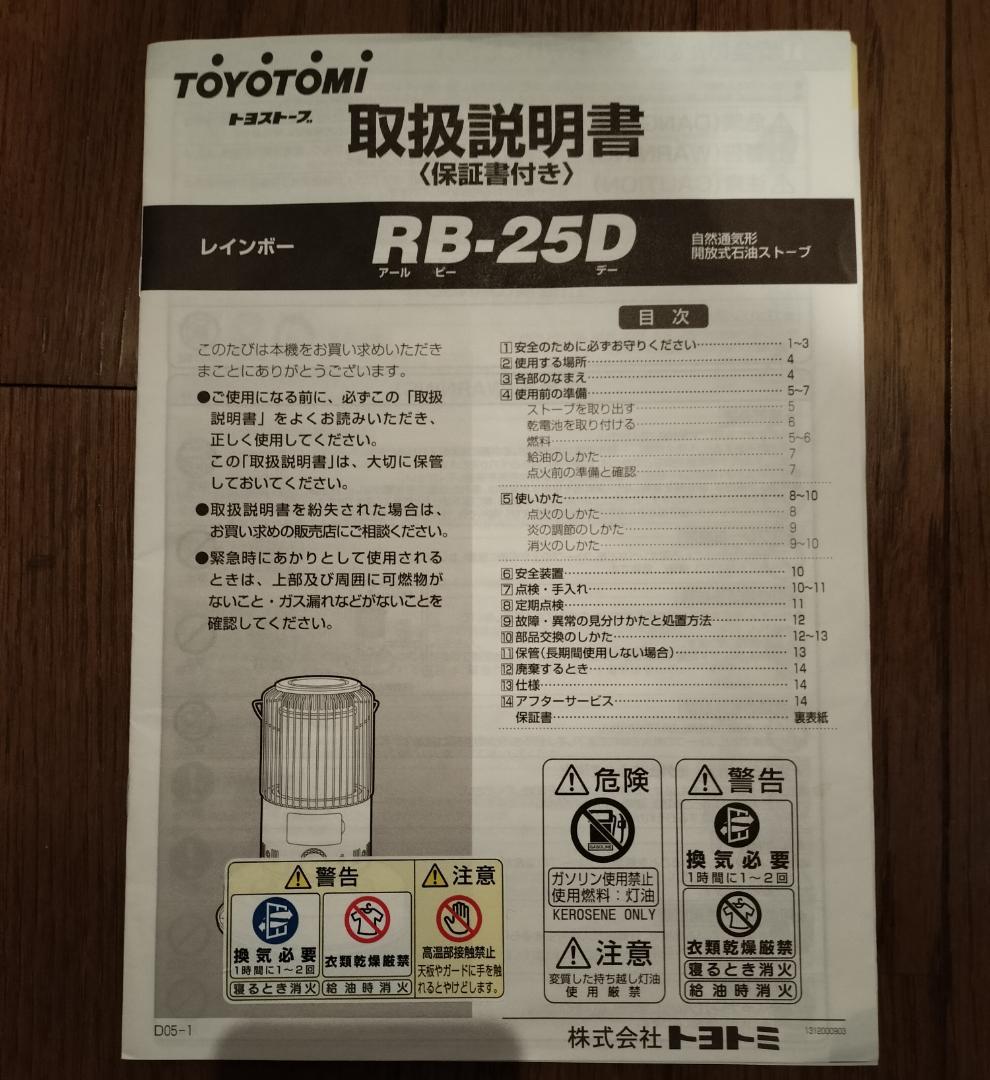 TOYOTOMI
トヨストーブ
取扱説明書
〈保証書付き〉
レインボー
RB-25D
アール ビー デー
自然通気形
開放式石油ストーブ
このたびは本機をお買い求めいただき
まことにありがとうございます。
●ご使用になる前に、必ずこの「取扱
説明書」をよくお読みいただき、
正しく使用してください。
この「取扱説明書」は、大切に保管
しておいてください。
●取扱説明書を紛失された場合は、
お買い求めの販売店にご相談ください。
●緊急時にあかりとして使用される
ときは、上部及び周囲に可燃物が
ないこと・ガス漏れなどがないことを
確認してください。
目次
1 安全のために必ずお守りください 1~3
2 使用する場所 4
3 各部のなまえ 4
4 使用前の準備 5~7
ストーブを取り出す 5
乾電池を取り付ける 6
燃料 5~6
給油のしかた 7
点火前の準備と確認 7
5 使いかた 8~10
点火のしかた 8
炎の調節のしかた 9
消火のしかた 9~10
6 安全装置 10
7 点検・手入れ 10~11
8 定期点検 11
9 故障・異常の見分けかたと処置方法 12
10 部品交換のしかた 12~13
11 保管(長期間使用しない場合) 13
12 廃棄するとき 14
13 仕様 14
14 アフターサービス 14
保証書 裏表紙
危険
GASOLINE
ガソリン使用禁止
使用燃料:灯油
KEROSENE ONLY
注意
変質した持ち越し灯油
使用厳禁
警告
換気必要
1時間に1~2回
衣類乾燥厳禁
寝るとき消火
給油時消火
警告
換気必要
1時間に1~2回
寝るとき消火
衣類乾燥厳禁
給油時消火
注意
高温部接触禁止
天板やガードに手を触
れるとやけどします。
D05-1
株式会社トヨトミ
1312000903